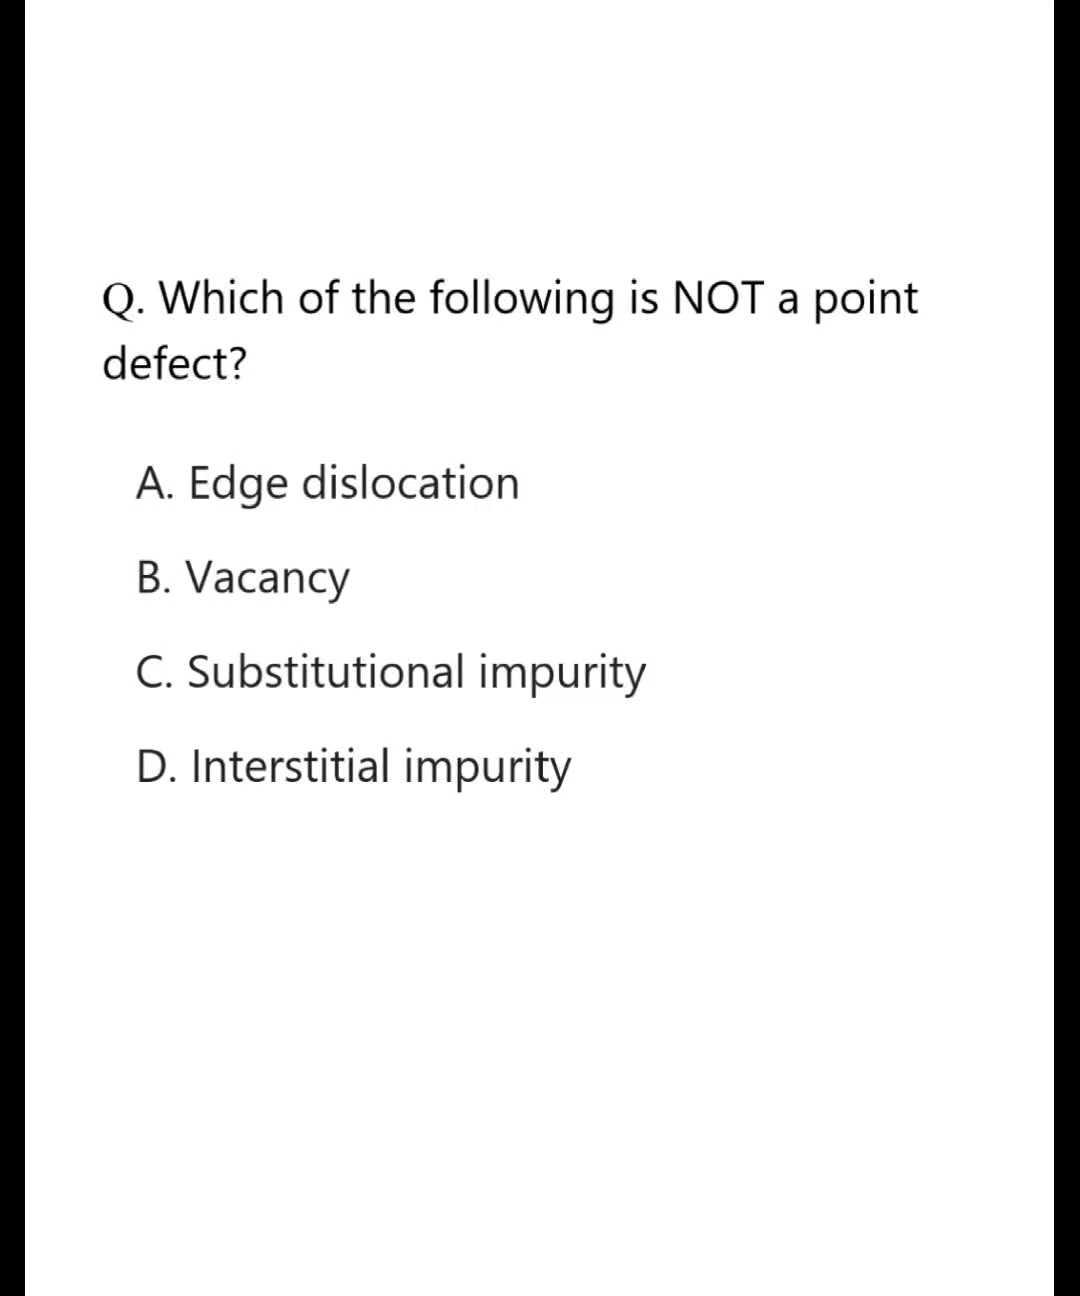 Q. Which of the following is NOT a point
defect?
A. Edge dislocation
B. Vacancy
C. Substitutional impurity
D. Interstitial impurity